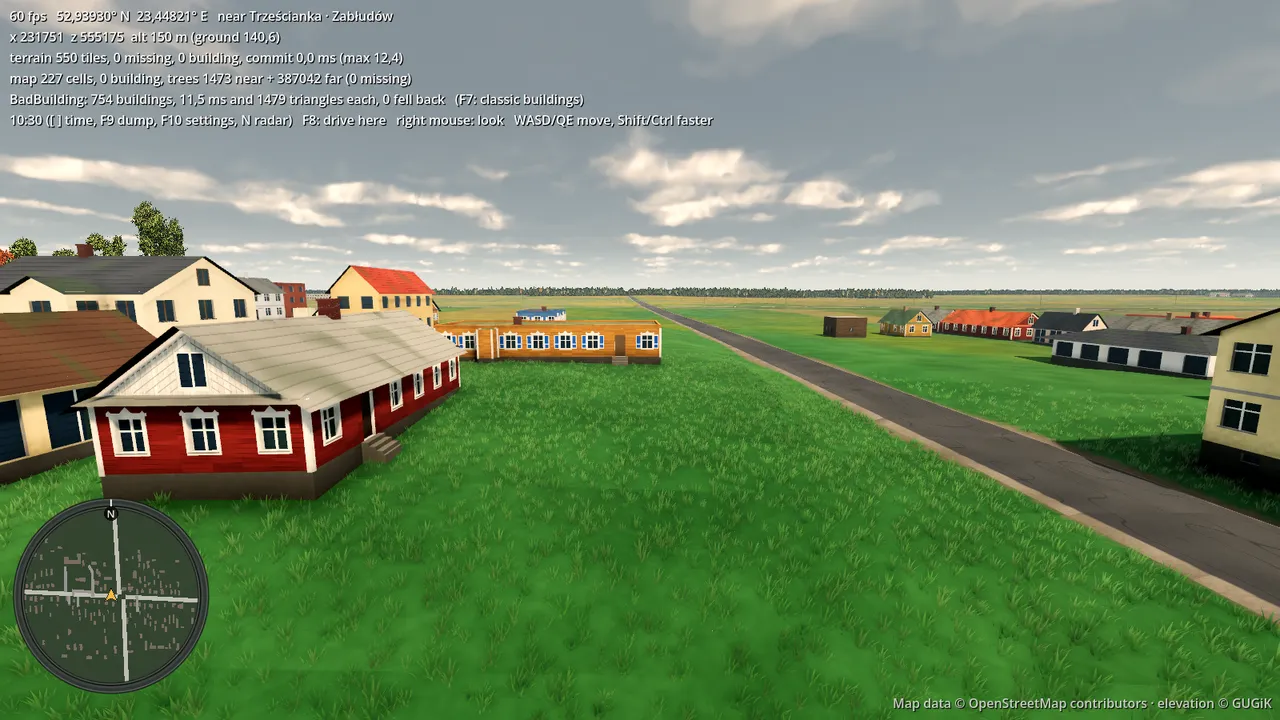 60 fps   52,93930° N  23,44821° E   near Trześcianka · Zabłudów
x 231751  z 555175  alt 150 m (ground 140,6)
terrain 550 tiles, 0 missing, 0 building, commit 0,0 ms (max 12,4)
map 227 cells, 0 building, trees 1473 near + 387042 far (0 missing)
BadBuilding: 754 buildings, 11,5 ms and 1479 triangles each, 0 fell back   (F7: classic buildings)
10:30 ([ ] time, F9 dump, F10 settings, N radar)   F8: drive here   right mouse: look   WASD/QE move, Shift/Ctrl faster
N
Map data © OpenStreetMap contributors · elevation © GUGiK